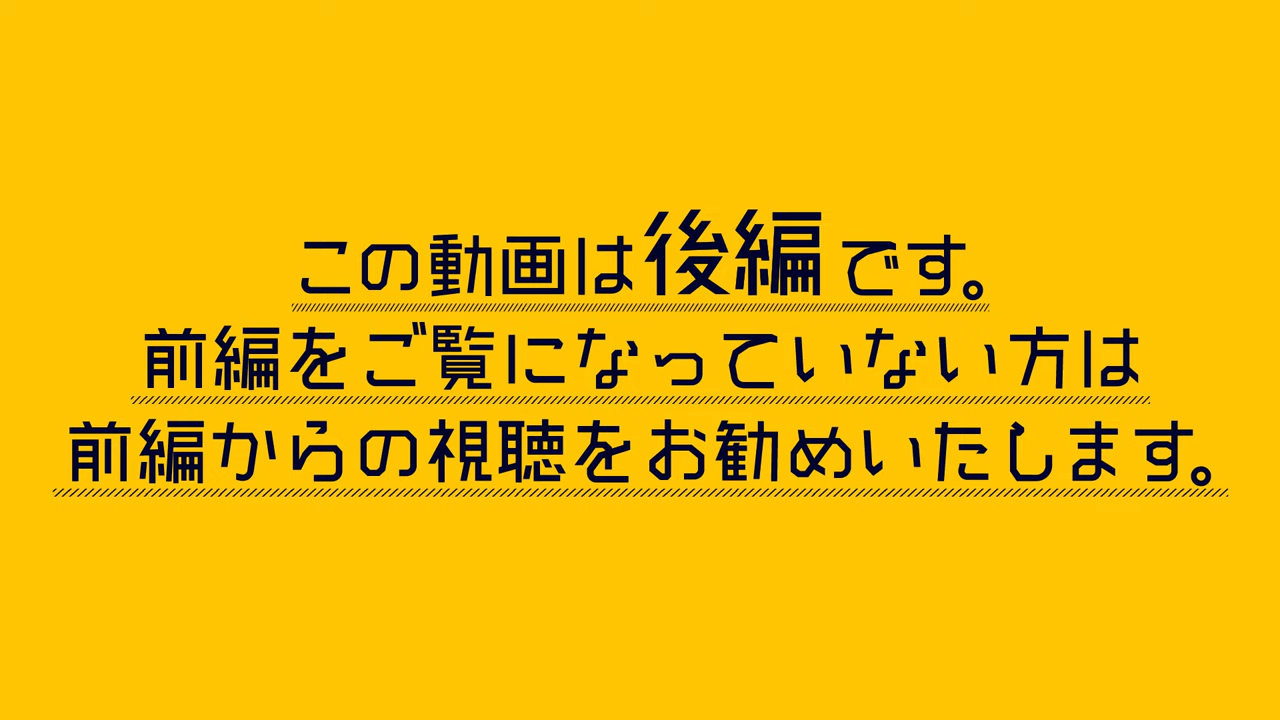 この動画は後編です。
前編をご覧になっていない方は
前編からの視聴をお勧めいたします。